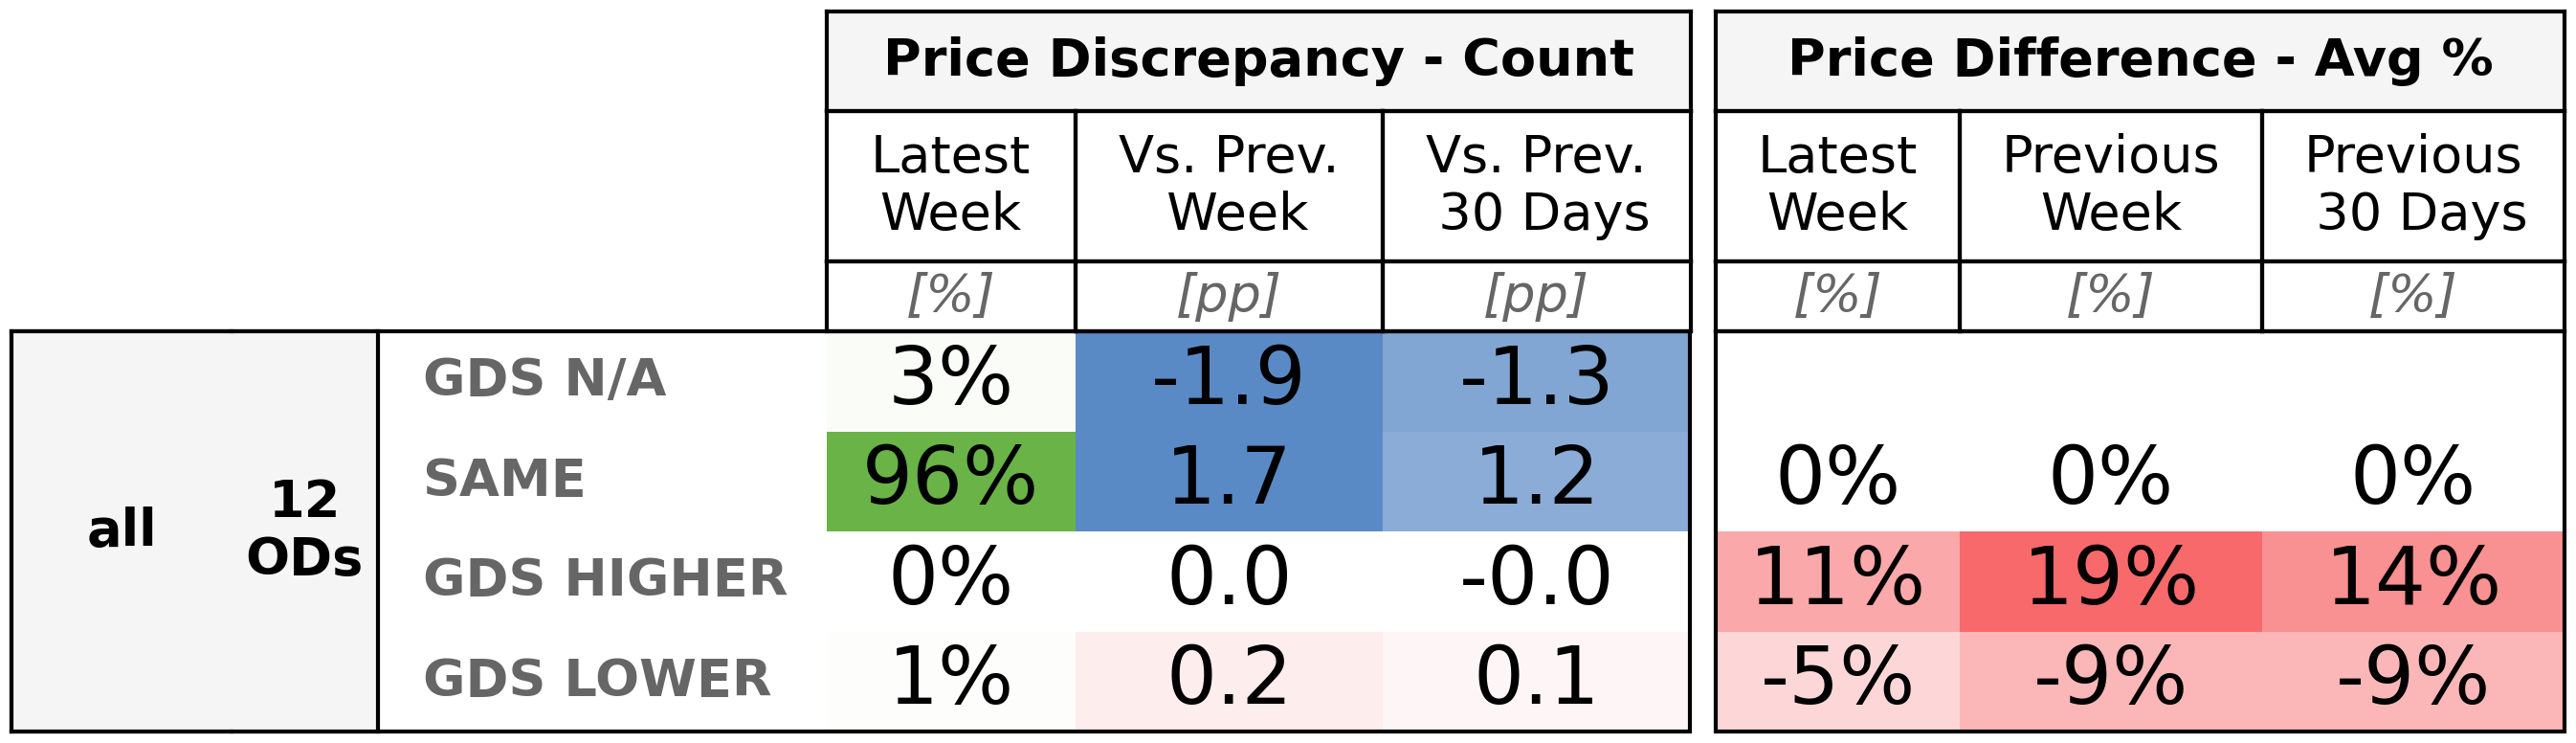 Price Discrepancy - Count Price Difference - Avg %
Latest Week Vs. Prev. Week Vs. Prev. 30 Days Latest Week Previous Week Previous 30 Days
[%] [pp] [pp] [%] [%] [%]
all 12 ODs
GDS N/A 3% -1.9 -1.3
SAME 96% 1.7 1.2 0% 0% 0%
GDS HIGHER 0% 0.0 -0.0 11% 19% 14%
GDS LOWER 1% 0.2 0.1 -5% -9% -9%